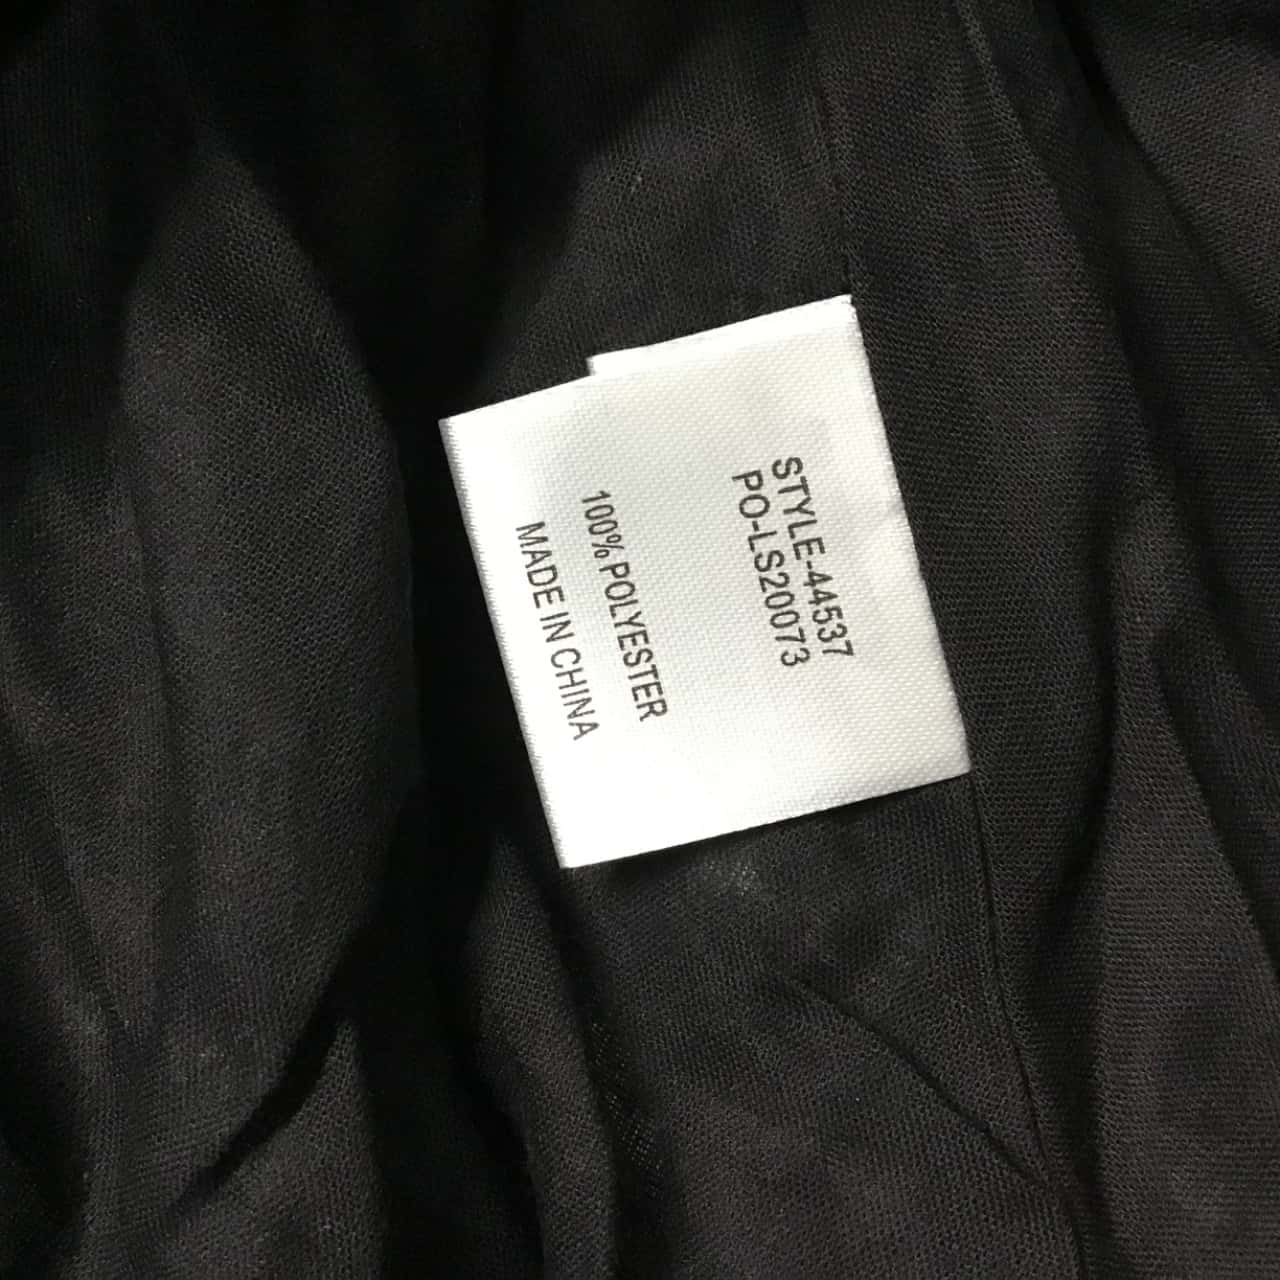 STYLE-44537
PO-LS20073
100% POLYESTER
MADE IN CHINA